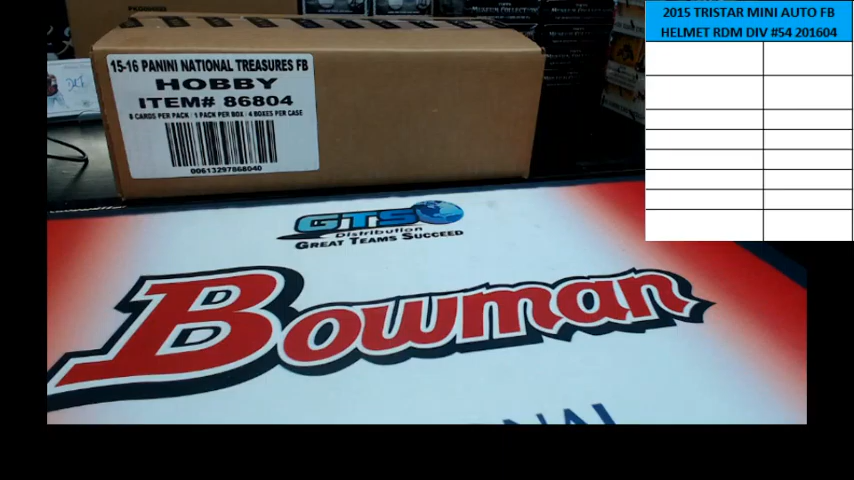 2015 TRISTAR MINI AUTO FB
HELMET RDM DIV #54 201604
15-16 PANINI NATIONAL TREASURES FB
HOBBY
ITEM# 86804
8 CARDS PER PACK / 1 PACK PER BOX / 4 BOXES PER CASE
00613297868040
GTS
Distribution
GREAT TEAMS SUCCEED
Bowman